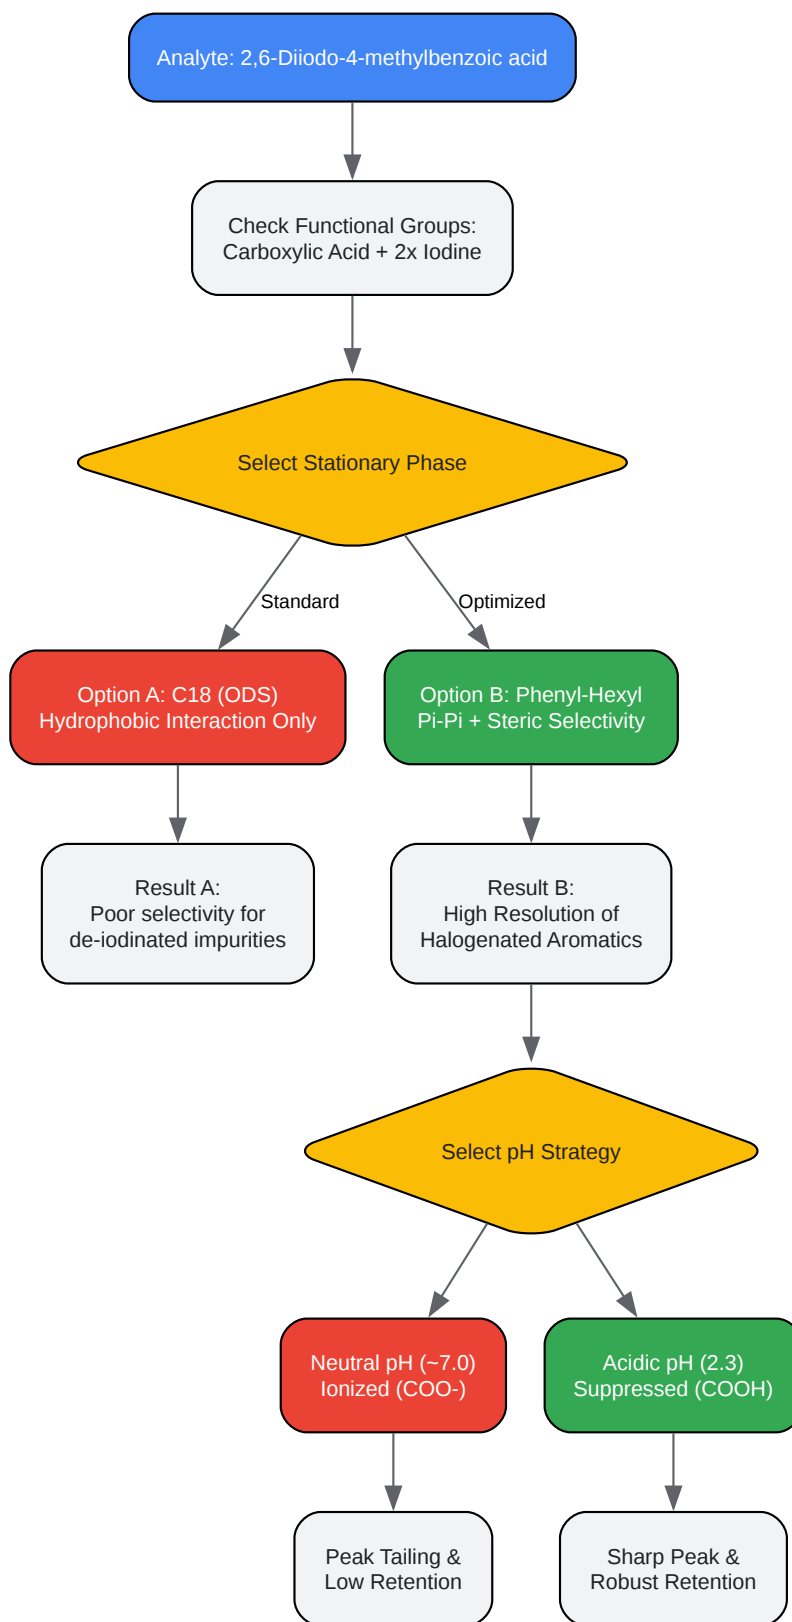 Analyte: 2,6-Diiodo-4-methylbenzoic acid
Check Functional Groups:
Carboxylic Acid + 2x Iodine
Select Stationary Phase
Standard
Optimized
Option A: C18 (ODS)
Hydrophobic Interaction Only
Option B: Phenyl-Hexyl
Pi-Pi + Steric Selectivity
Result A:
Poor selectivity for
de-iodinated impurities
Result B:
High Resolution of
Halogenated Aromatics
Select pH Strategy
Neutral pH (~7.0)
Ionized (COO-)
Acidic pH (2.3)
Suppressed (COOH)
Peak Tailing &
Low Retention
Sharp Peak &
Robust Retention